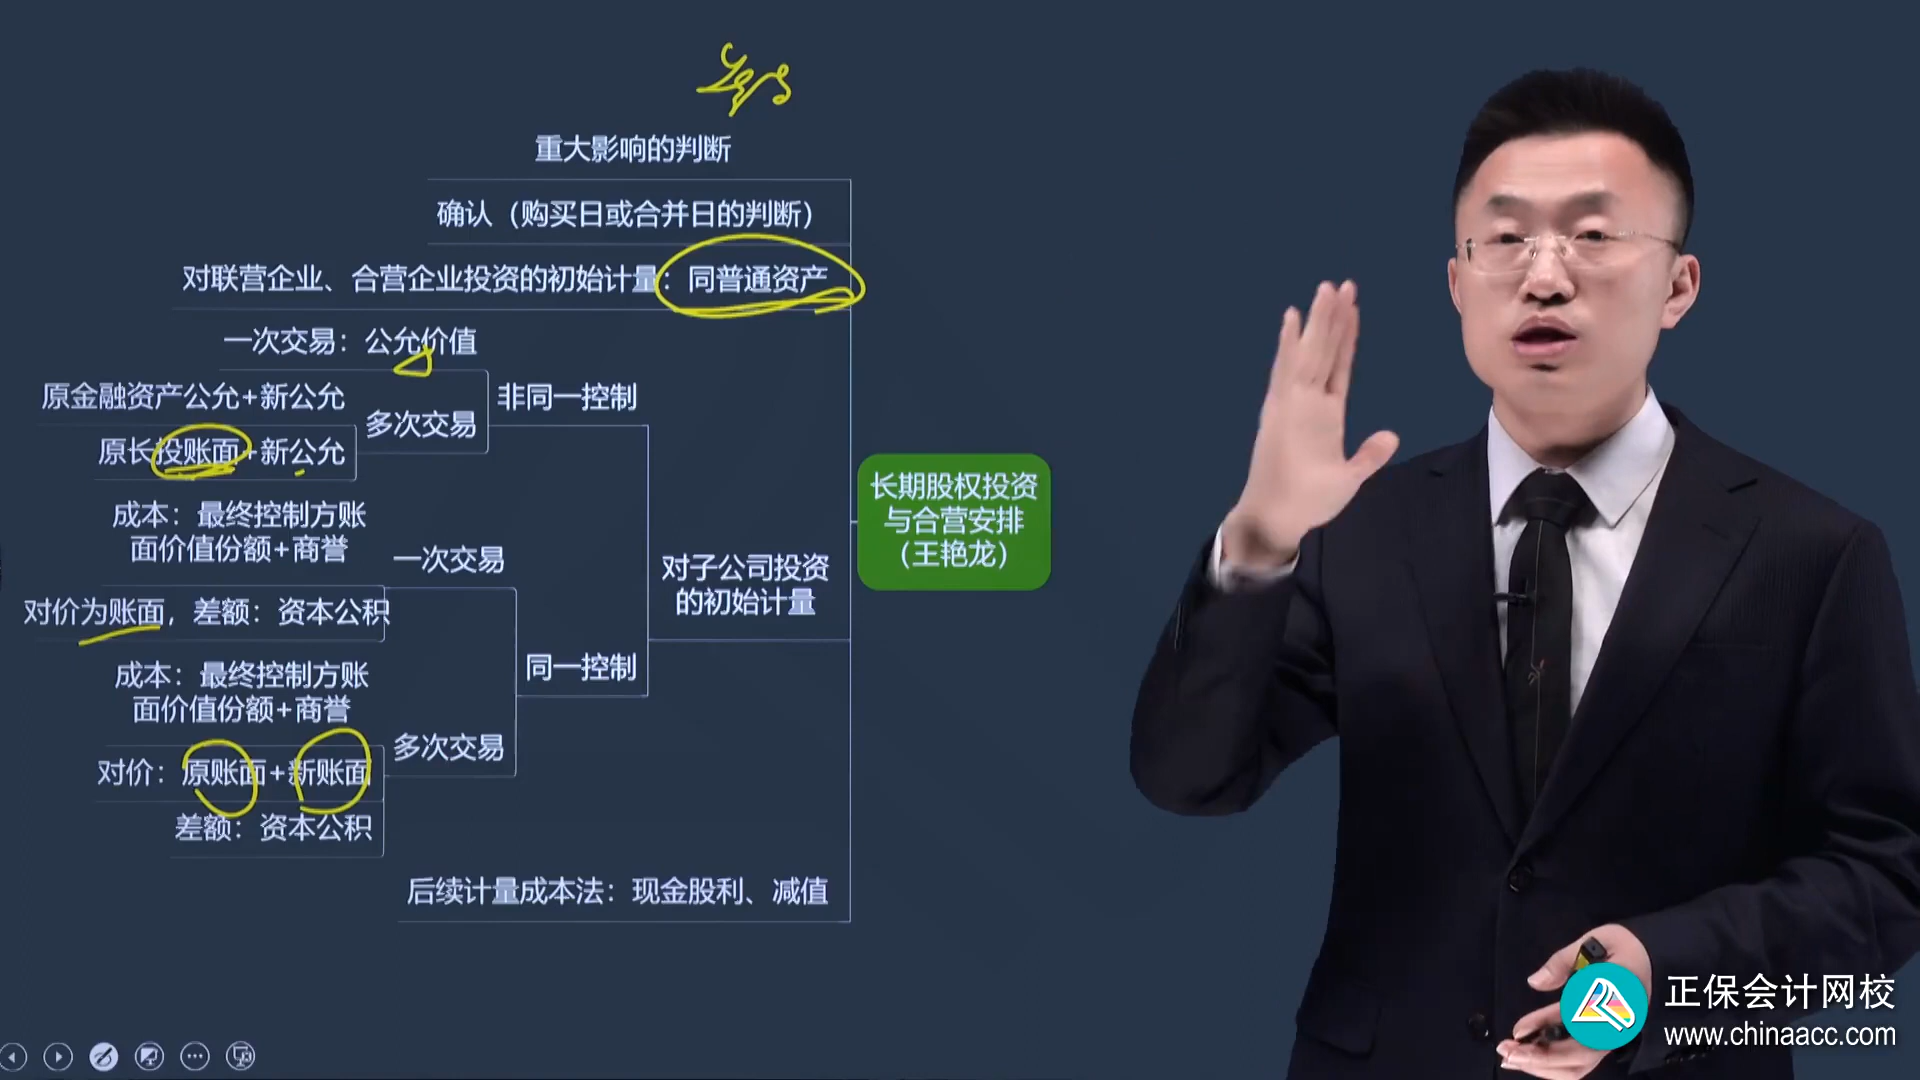 重大影响的判断
确认（购买日或合并日的判断）
对联营企业、合营企业投资的初始计量：同普通资产
一次交易：公允价值
原金融资产公允+新公允
非同一控制
多次交易
原长投账面+新公允
长期股权投资
与合营安排
（王艳龙）
成本：最终控制方账
面价值份额+商誉
一次交易
对子公司投资
的初始计量
对价为账面，差额：资本公积
同一控制
成本：最终控制方账
面价值份额+商誉
多次交易
对价：原账面+新账面
差额：资本公积
后续计量成本法：现金股利、减值
正保会计网校
www.chinaacc.com